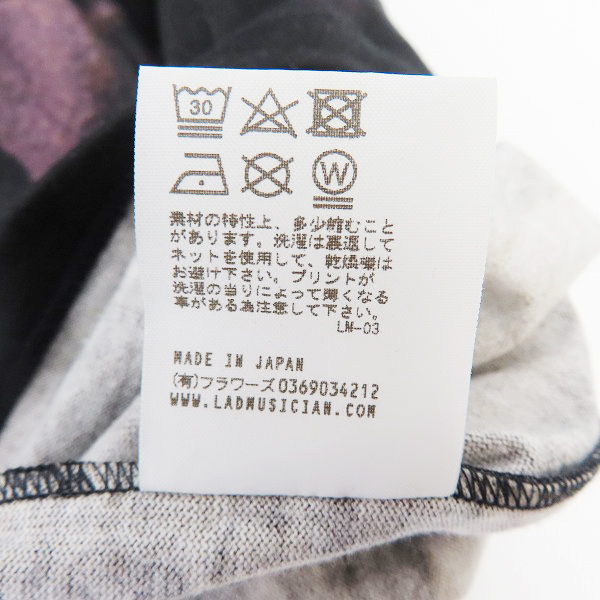 30
W
素材の特性上、多少縮むこと
があります。洗濯は裏返して
ネットを使用して、乾燥機は
お避け下さい。プリントが
洗濯の当りによって薄くなる
事がある為注意して下さい。
LM-03
MADE IN JAPAN
(有)フラワーズ0369034212
WWW.LADMUSICIAN.COM